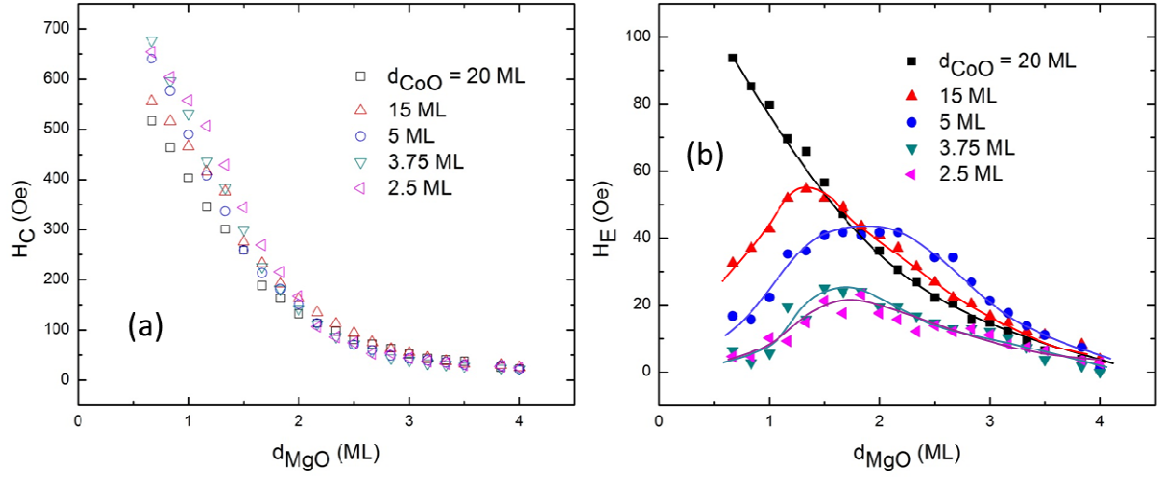 700
600
500
400
300
200
100
0
H_C (Oe)
d_CoO = 20 ML
15 ML
5 ML
3.75 ML
2.5 ML
(a)
0 1 2 3 4
d_MgO (ML)
100
80
60
40
20
0
H_E (Oe)
d_CoO = 20 ML
15 ML
5 ML
3.75 ML
2.5 ML
(b)
0 1 2 3 4
d_MgO (ML)